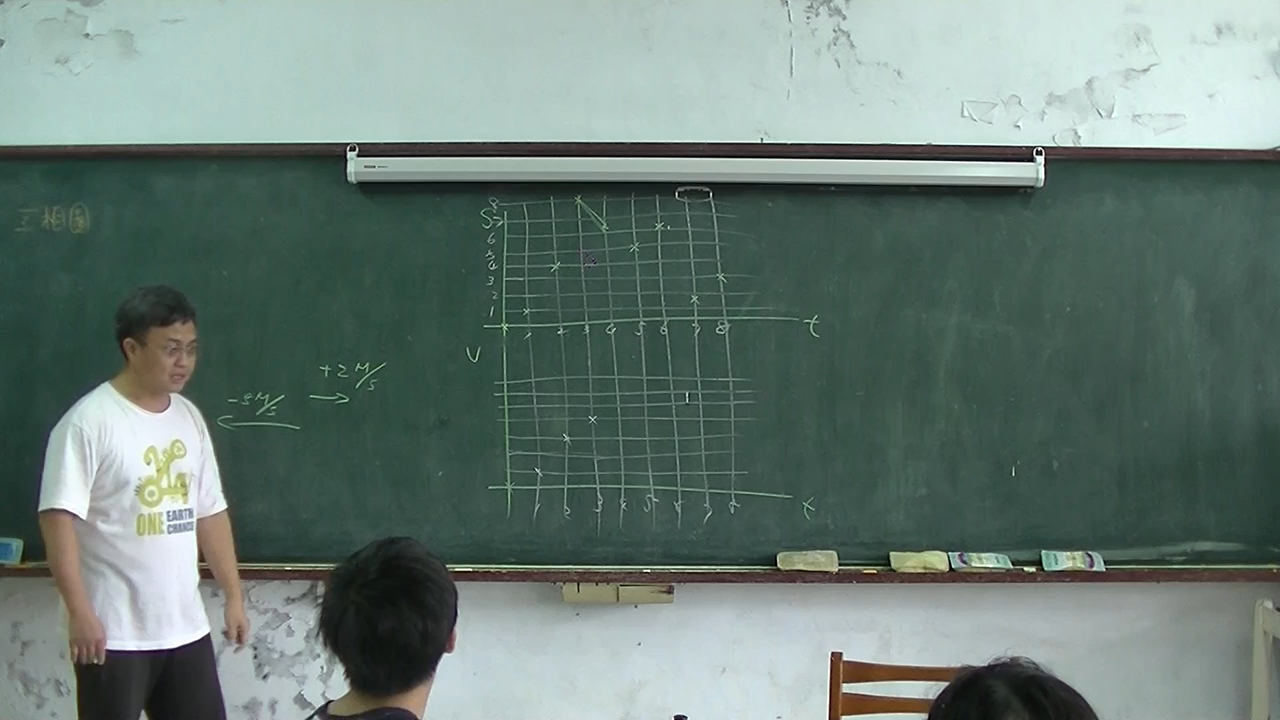 三相圖
8
S 7
6
5
4
3
2
1
1 2 3 4 5 6 7 8 t
V
+2 M/S
-3 M/S
1 2 3 4 5 6 7 8 t
ONE EARTH